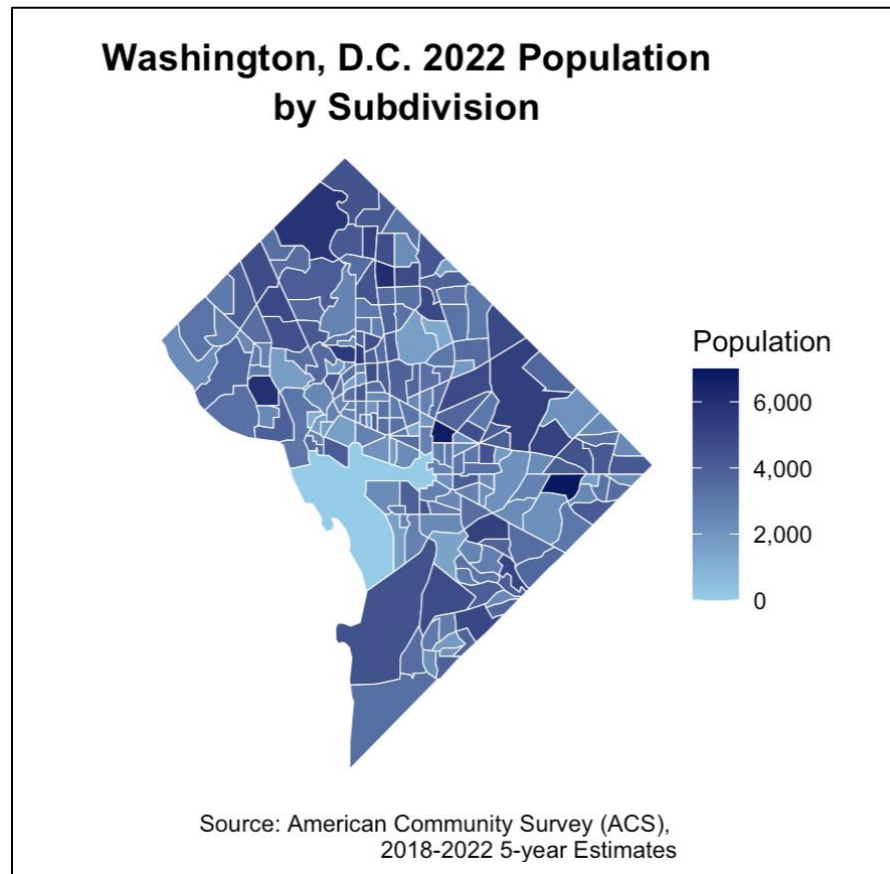 Washington, D.C. 2022 Population
by Subdivision
Population
6,000
4,000
2,000
0
Source: American Community Survey (ACS),
2018-2022 5-year Estimates